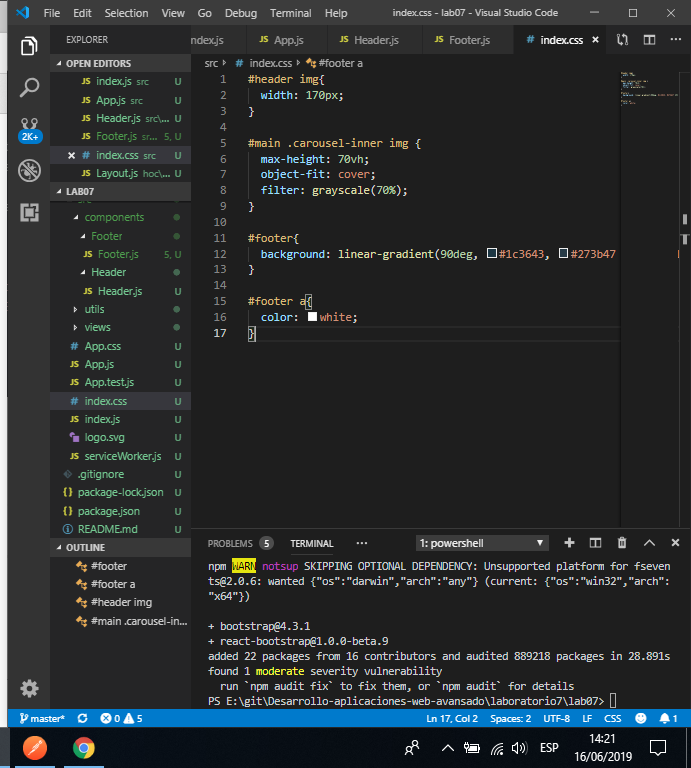 File Edit Selection View Go Debug Terminal Help index.css - lab07 - Visual Studio Code
EXPLORER
OPEN EDITORS
JS index.js src U
JS App.js src U
JS Header.js src\... U
JS Footer.js sr... 5, U
# index.css src U
JS Layout.js hoc\... U
LAB07
src
components
Footer
JS Footer.js 5, U
Header
JS Header.js U
utils
views
# App.css U
JS App.js U
JS App.test.js U
# index.css U
JS index.js U
logo.svg U
JS serviceWorker.js U
.gitignore U
{} package-lock.json U
{} package.json U
README.md U
OUTLINE
#footer
#footer a
#header img
#main .carousel-in...
2K+
ndex.js JS App.js JS Header.js JS Footer.js # index.css
src # index.css #footer a
1 #header img{
2 width: 170px;
3 }
4
5 #main .carousel-inner img {
6 max-height: 70vh;
7 object-fit: cover;
8 filter: grayscale(70%);
9 }
10
11 #footer{
12 background: linear-gradient(90deg, #1c3643, #273b47
13 }
14
15 #footer a{
16 color: white;
17 }
PROBLEMS 5 TERMINAL ... 1: powershell
npm WARN notsup SKIPPING OPTIONAL DEPENDENCY: Unsupported platform for fseven
ts@2.0.6: wanted {"os":"darwin","arch":"any"} (current: {"os":"win32","arch":
"x64"})
+ bootstrap@4.3.1
+ react-bootstrap@1.0.0-beta.9
added 22 packages from 16 contributors and audited 889218 packages in 28.891s
found 1 moderate severity vulnerability
run `npm audit fix` to fix them, or `npm audit` for details
PS E:\git\Desarrollo-aplicaciones-web-avansado\laboratorio7\lab07>
master* 0 5 Ln 17, Col 2 Spaces: 2 UTF-8 LF CSS 1
ESP 14:21
16/06/2019